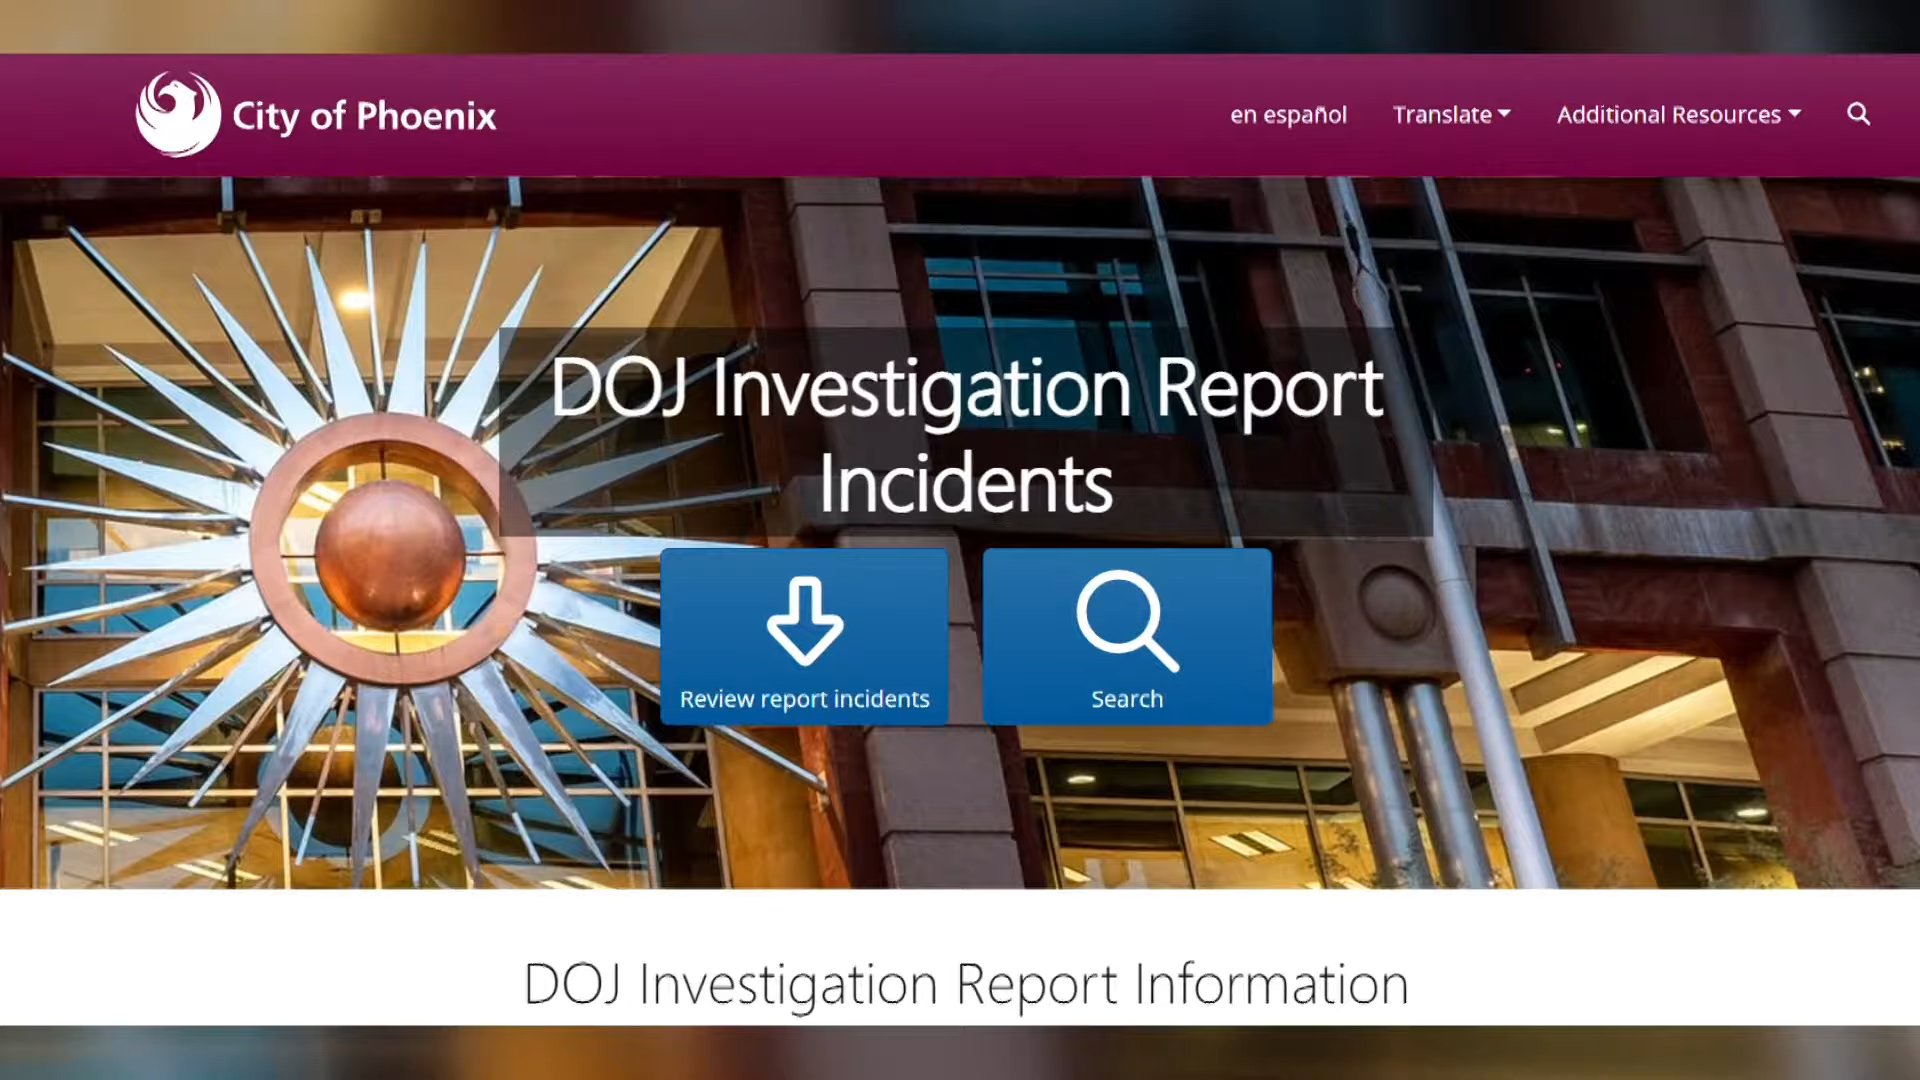 City of Phoenix
en español
Translate
Additional Resources
DOJ Investigation Report
Incidents
Review report incidents
Search
DOJ Investigation Report Information